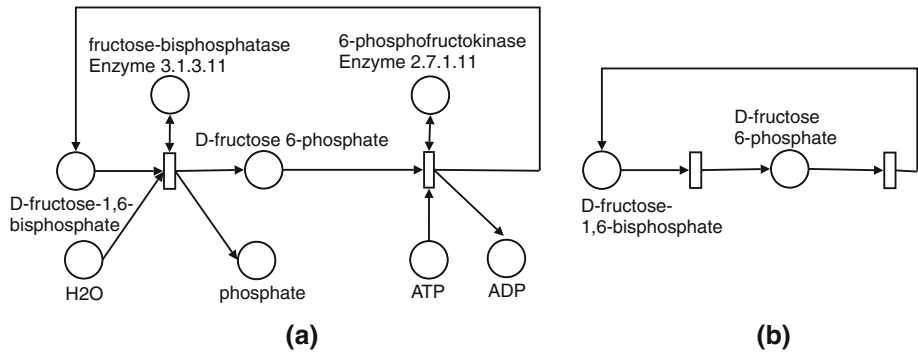 fructose-bisphosphatase
Enzyme 3.1.3.11
6-phosphofructokinase
Enzyme 2.7.1.11
D-fructose 6-phosphate
D-fructose-1,6-
bisphosphate
H2O
phosphate
ATP
ADP
(a)
D-fructose
6-phosphate
D-fructose-
1,6-bisphosphate
(b)